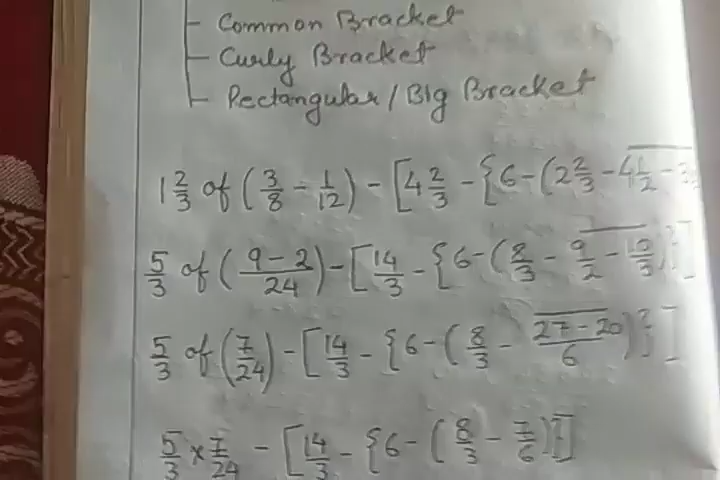 Common Bracket
Curly Bracket
Rectangular / Big Bracket
1 2/3 of (3/8 - 1/12) - [4 2/3 - {6 - (2 2/3 - 4 1/2 - 3
5/3 of (9 - 2/24) - [14/3 - {6 - (8/3 - 9/2 - 10/3)}]
5/3 of (7/24) - [14/3 - {6 - (8/3 - 27 - 20/6)}]
5/3 × 7/24 - [14/3 - {6 - (8/3 - 7/6)}]